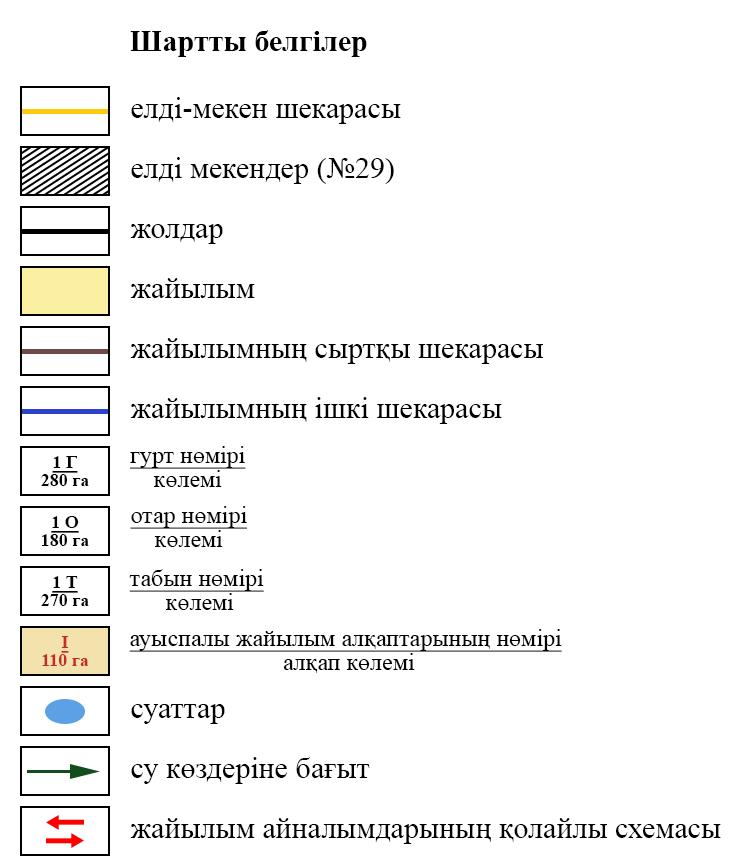 Шартты белгілер
елді-мекен шекарасы
елді мекендер (№29)
жолдар
жайылым
жайылымның сыртқы шекарасы
жайылымның ішкі шекарасы
1 Г
280 га
гурт нөмірі
көлемі
1 О
180 га
отар нөмірі
көлемі
1 Т
270 га
табын нөмірі
көлемі
I
110 га
ауыспалы жайылым алқаптарының нөмірі
алқап көлемі
суаттар
су көздеріне бағыт
жайылым айналымдарының қолайлы схемасы